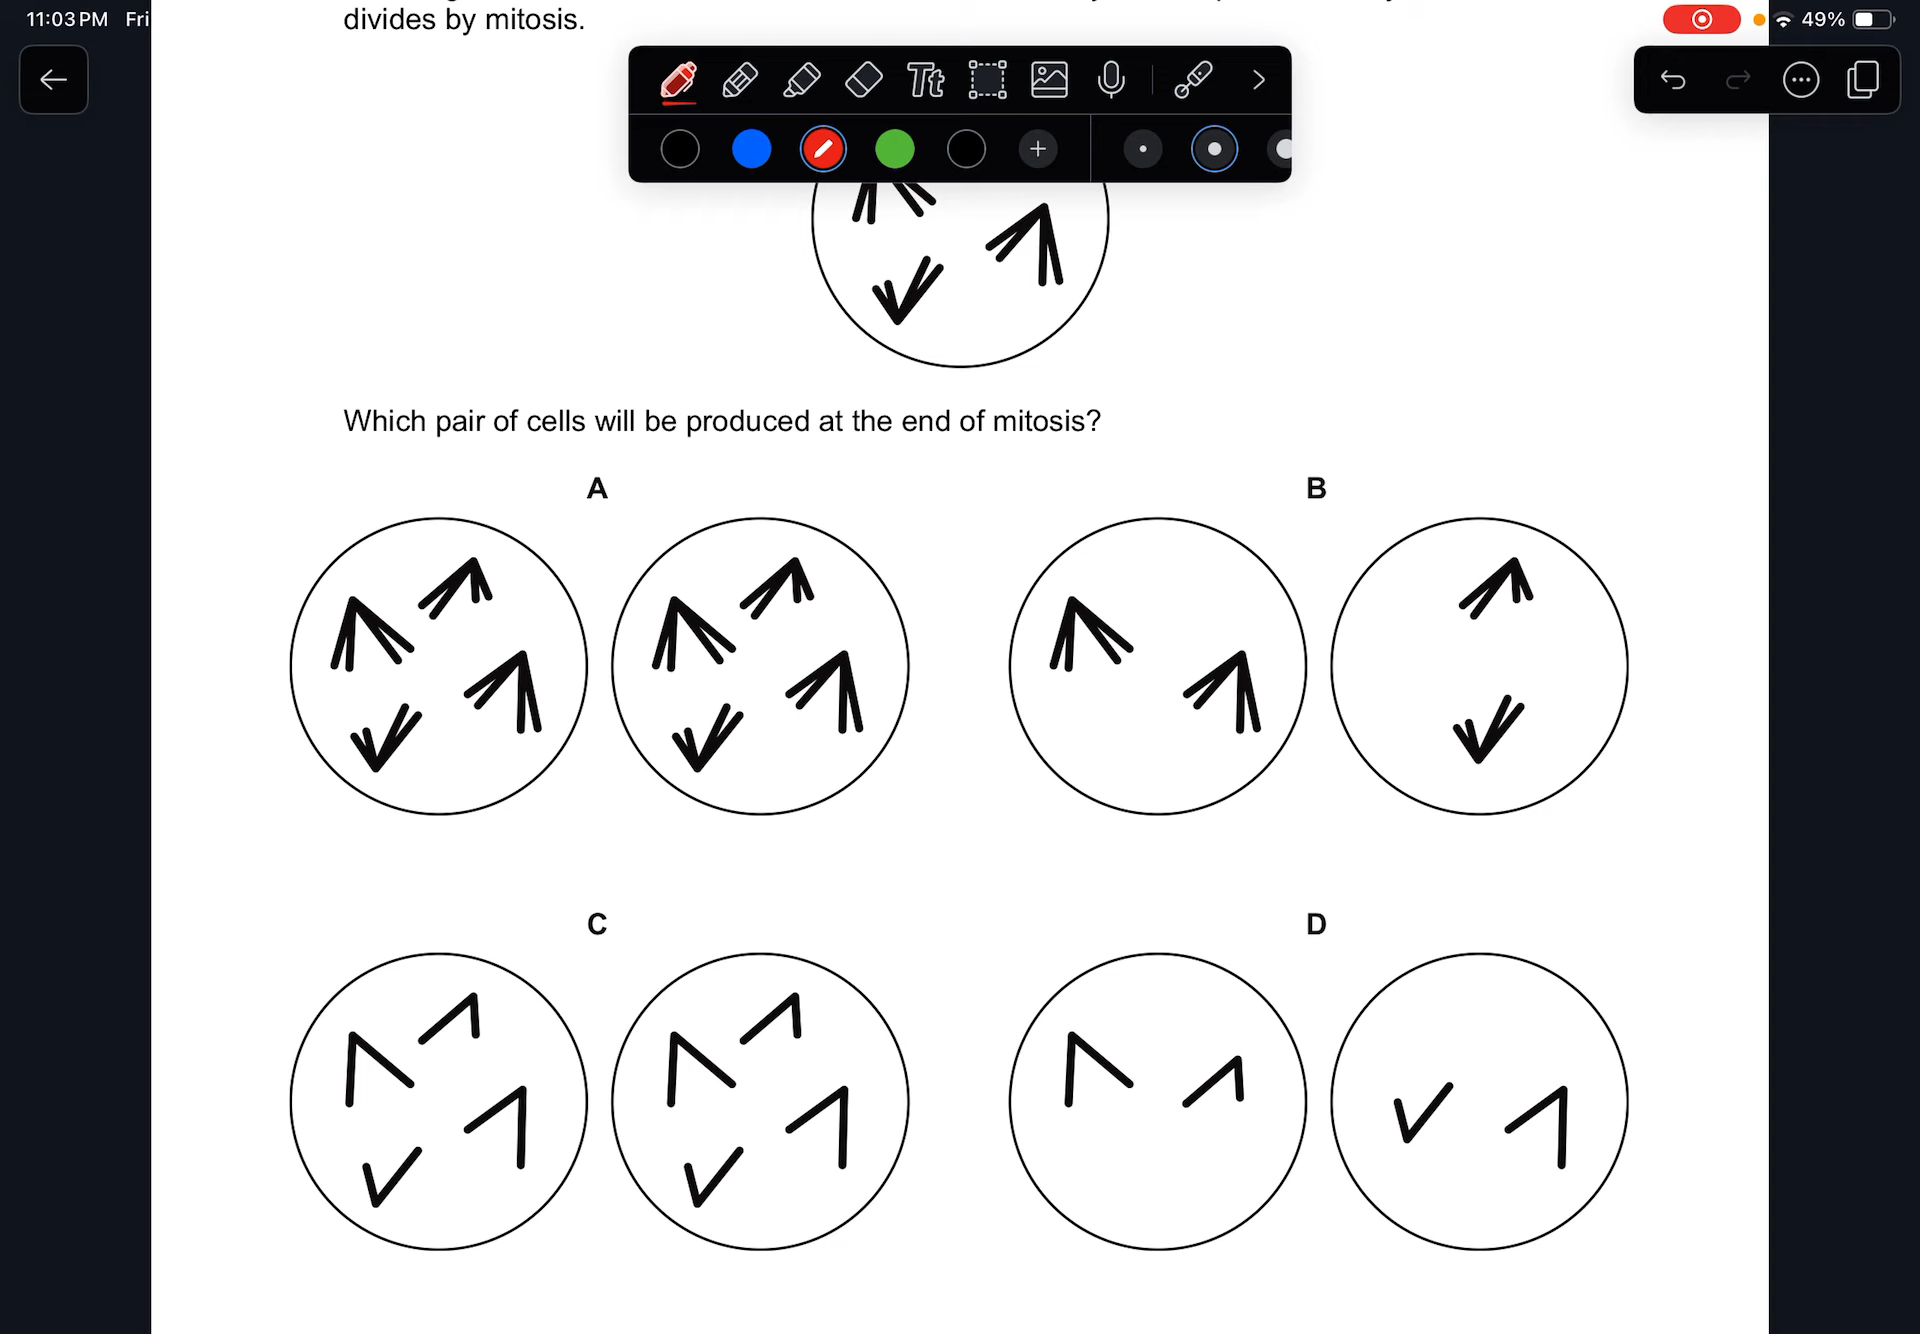 11:03 PM Fri
49%
divides by mitosis.
Tt
Which pair of cells will be produced at the end of mitosis?
A
B
C
D